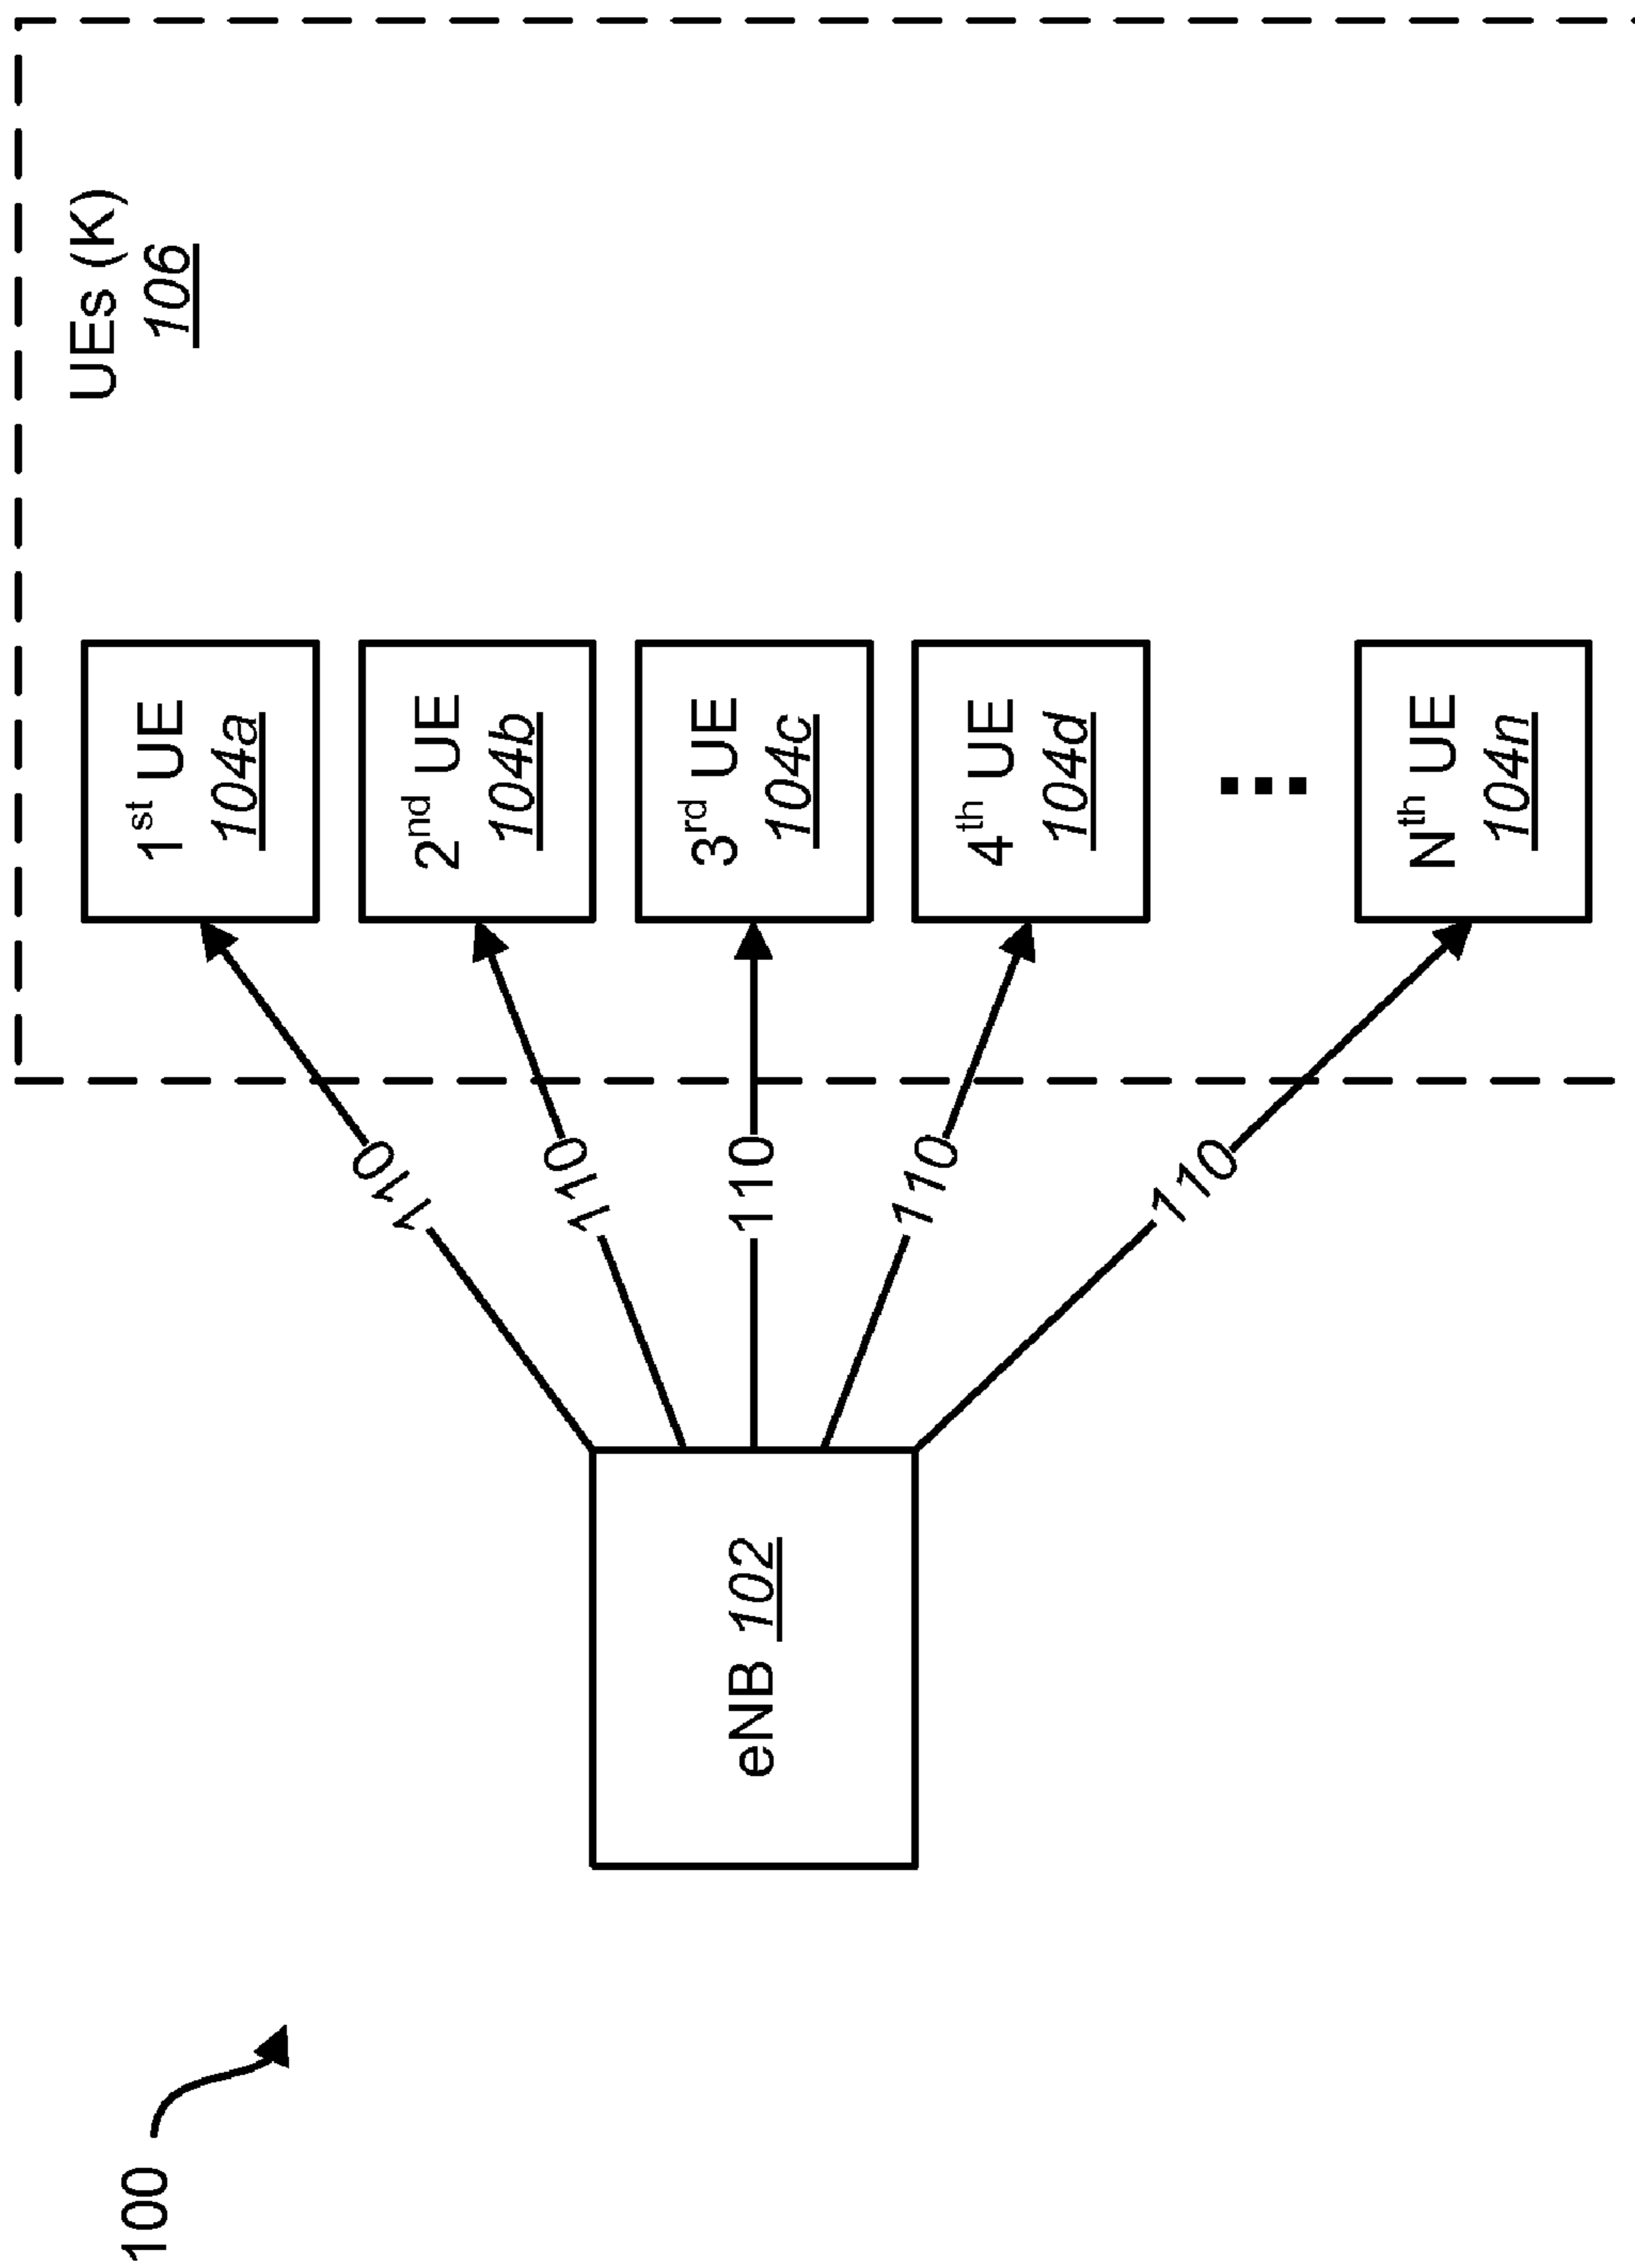 100
eNB 102
110
110
110
110
110
1st UE
104a
2nd UE
104b
3rd UE
104c
4th UE
104d
Nth UE
104n
UEs (K)
106